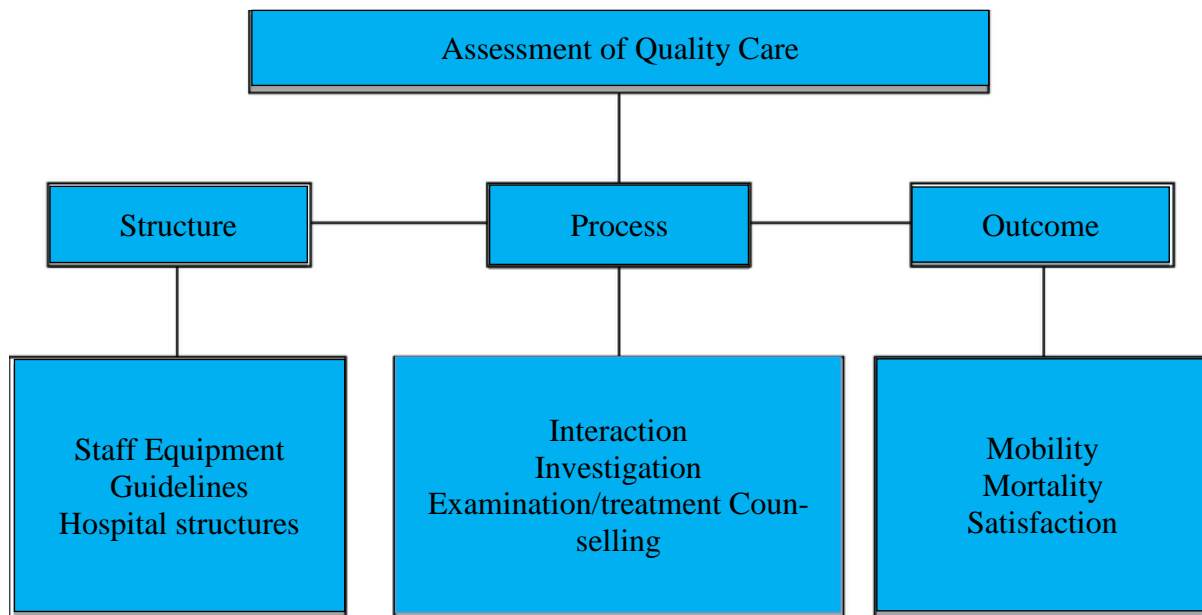 Assessment of Quality Care
Structure
Process
Outcome
Staff Equipment
Guidelines
Hospital structures
Interaction
Investigation
Examination/treatment Coun-
selling
Mobility
Mortality
Satisfaction